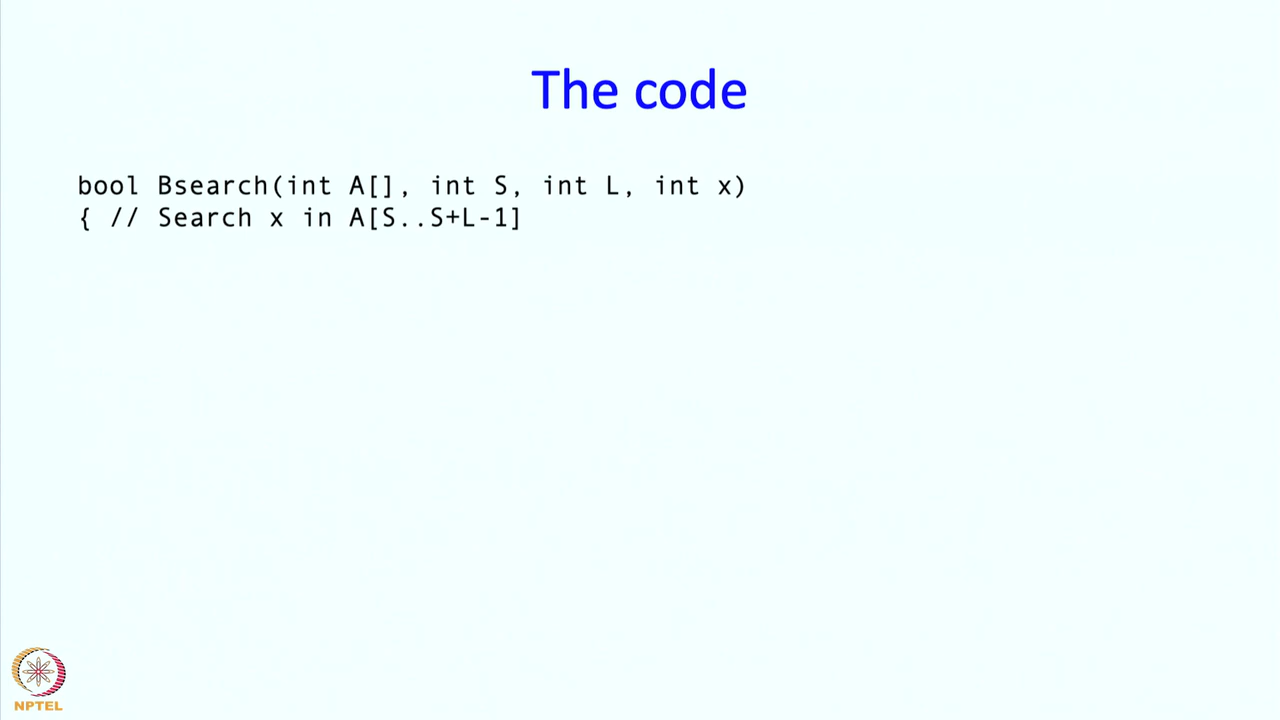 The code
bool Bsearch(int A[], int S, int L, int x)
{ // Search x in A[S..S+L-1]
NPTEL